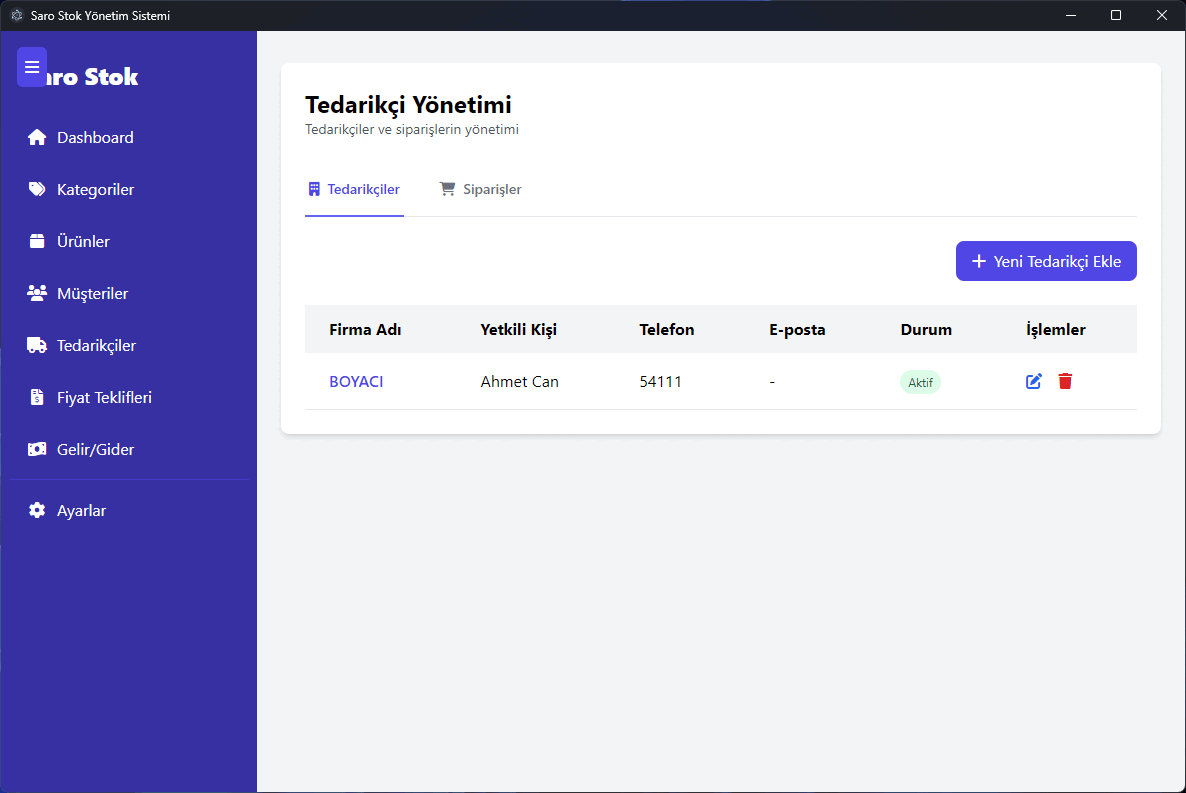 Saro Stok Yönetim Sistemi
aro Stok
Dashboard
Kategoriler
Ürünler
Müşteriler
Tedarikçiler
Fiyat Teklifleri
Gelir/Gider
Ayarlar
Tedarikçi Yönetimi
Tedarikçiler ve siparişlerin yönetimi
Tedarikçiler Siparişler
Yeni Tedarikçi Ekle
Firma Adı Yetkili Kişi Telefon E-posta Durum İşlemler
BOYACI Ahmet Can 54111 - Aktif